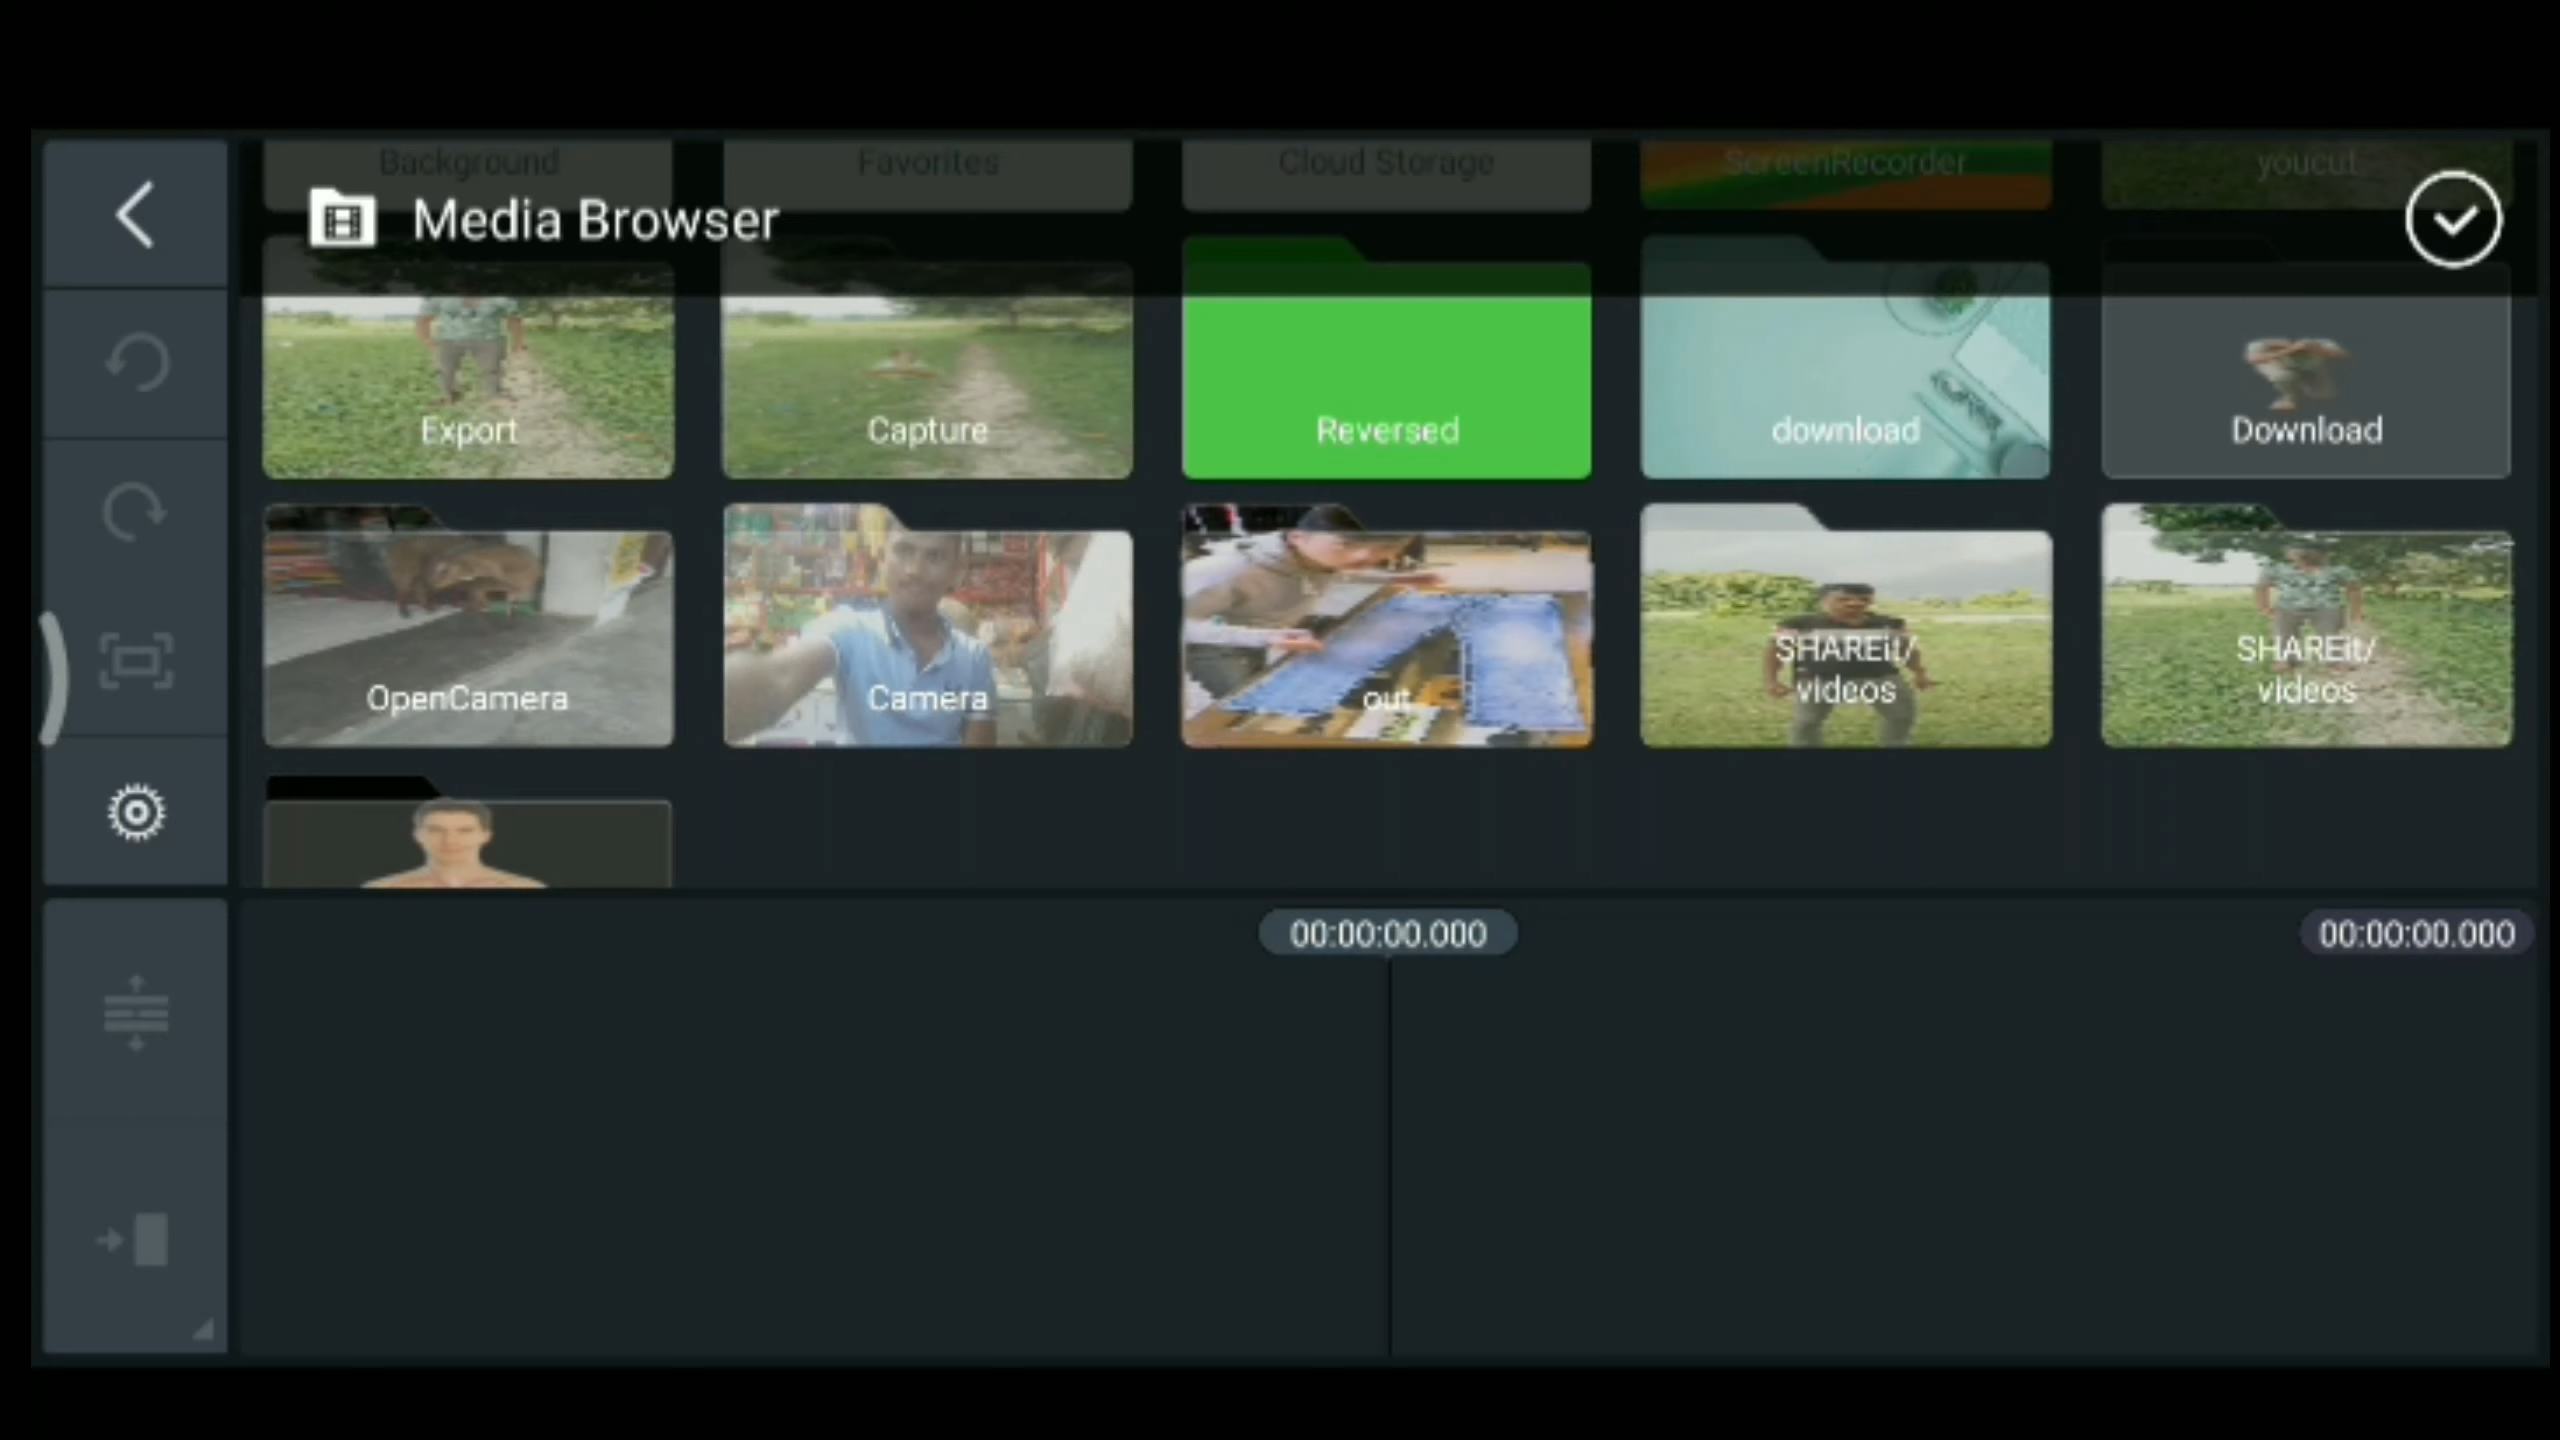 Background
Favorites
Cloud Storage
ScreenRecorder
youcut
Media Browser
Export
Capture
Reversed
download
Download
OpenCamera
Camera
out
SHAREit/
videos
SHAREit/
videos
00:00:00.000
00:00:00.000